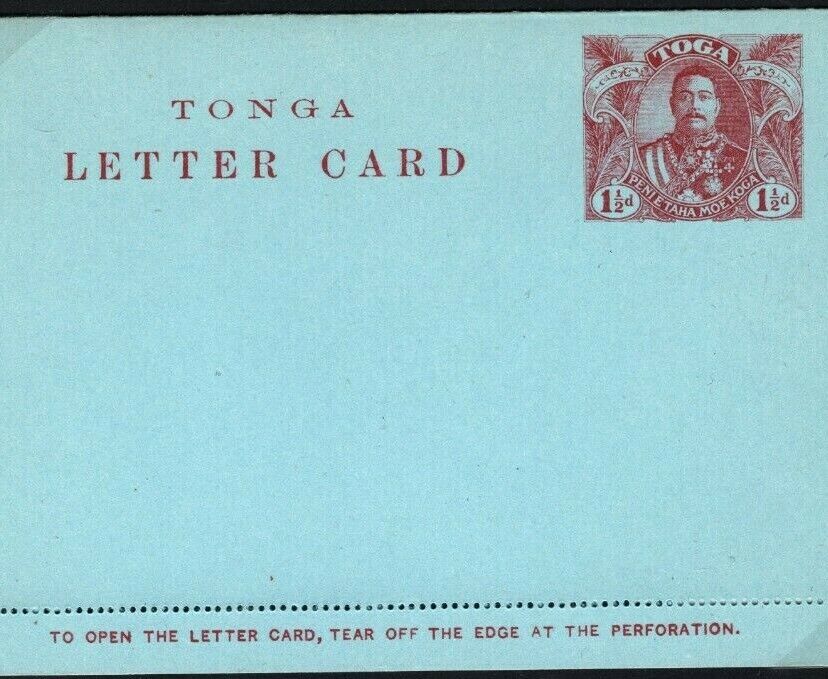 TONGA
LETTER CARD
TOGA
PENI E TAHA MOE KOGA
1½d 1½d
TO OPEN THE LETTER CARD, TEAR OFF THE EDGE AT THE PERFORATION.